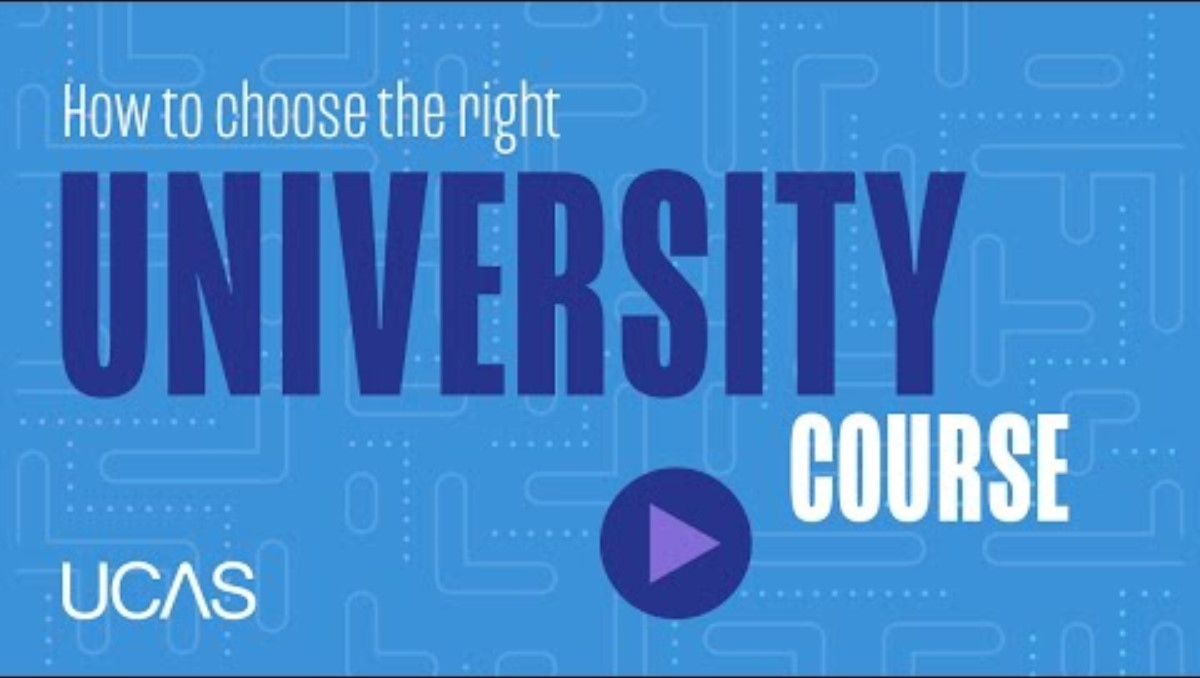 How to choose the right
UNIVERSITY
COURSE
UCAS